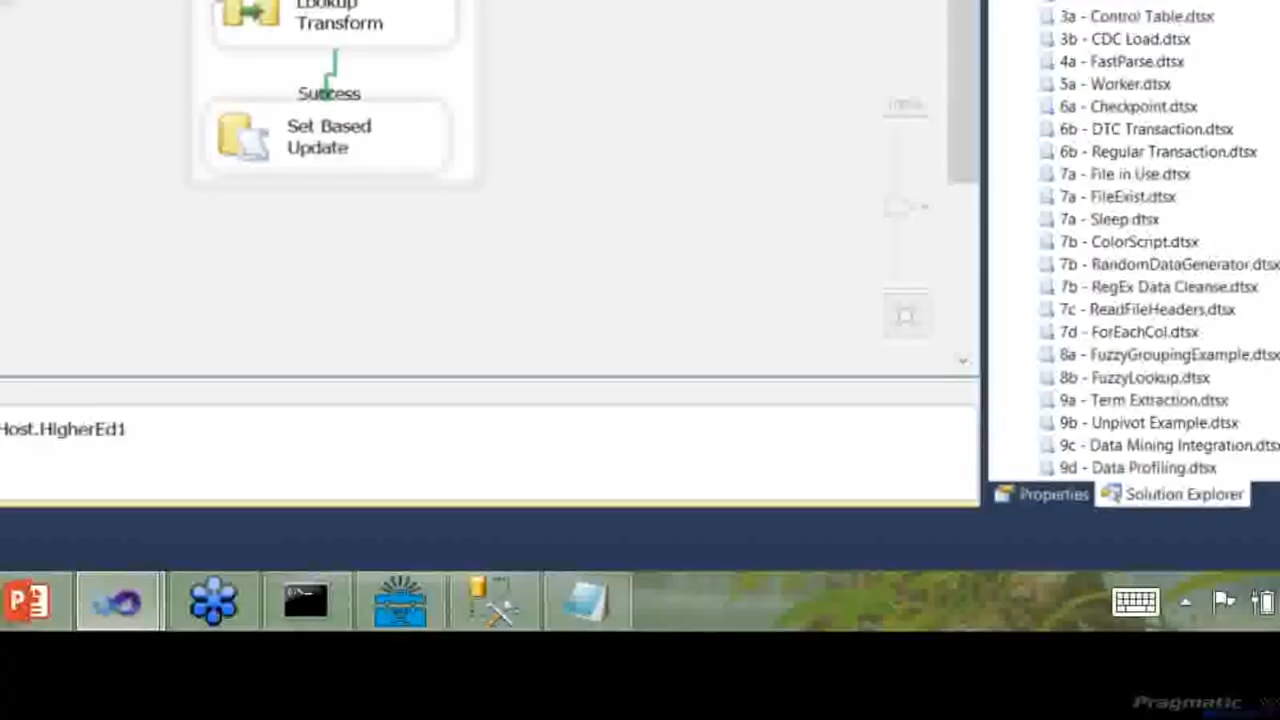 Lookup
Transform
Success
Set Based
Update
Host.HigherEd1
3a - Control Table.dtsx
3b - CDC Load.dtsx
4a - FastParse.dtsx
5a - Worker.dtsx
6a - Checkpoint.dtsx
6b - DTC Transaction.dtsx
6b - Regular Transaction.dtsx
7a - File in Use.dtsx
7a - FileExist.dtsx
7a - Sleep.dtsx
7b - ColorScript.dtsx
7b - RandomDataGenerator.dtsx
7b - RegEx Data Cleanse.dtsx
7c - ReadFileHeaders.dtsx
7d - ForEachCol.dtsx
8a - FuzzyGroupingExample.dtsx
8b - FuzzyLookup.dtsx
9a - Term Extraction.dtsx
9b - Unpivot Example.dtsx
9c - Data Mining Integration.dtsx
9d - Data Profiling.dtsx
Properties
Solution Explorer
Pragmatic